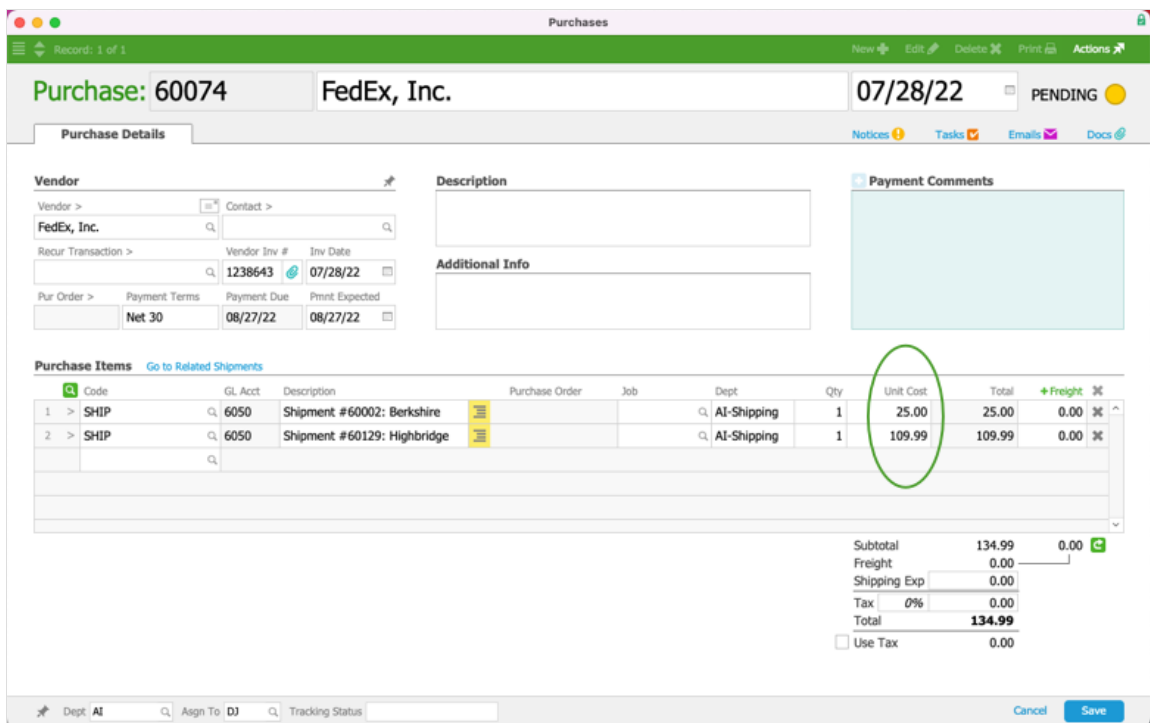 Purchases
Record: 1 of 1 New Edit Delete Print Actions
Purchase: 60074 FedEx, Inc. 07/28/22 PENDING
Purchase Details Notices Tasks Emails Docs
Vendor Description Payment Comments
Vendor > Contact >
FedEx, Inc.
Recur Transaction > Vendor Inv # Inv Date Additional Info
1238643 07/28/22
Pur Order > Payment Terms Payment Due Pmnt Expected
Net 30 08/27/22 08/27/22
Purchase Items Go to Related Shipments
Code GL Acct Description Purchase Order Job Dept Qty Unit Cost Total +Freight
1 > SHIP 6050 Shipment #60002: Berkshire AI-Shipping 1 25.00 25.00 0.00
2 > SHIP 6050 Shipment #60129: Highbridge AI-Shipping 1 109.99 109.99 0.00
Subtotal 134.99 0.00
Freight 0.00
Shipping Exp 0.00
Tax 0% 0.00
Total 134.99
Use Tax 0.00
Dept AI Asgn To DJ Tracking Status Cancel Save